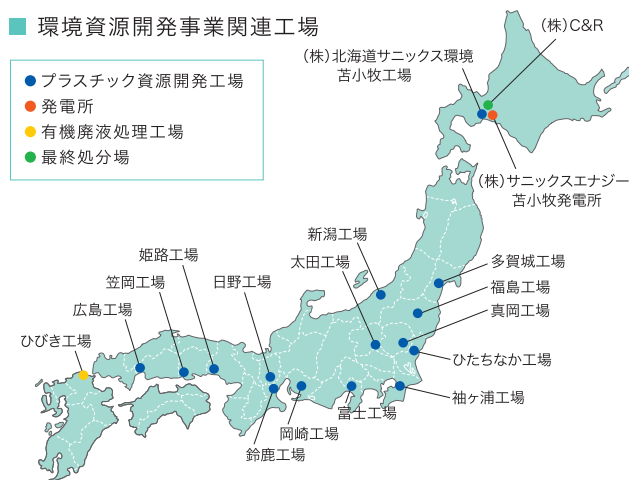 環境資源開発事業関連工場
プラスチック資源開発工場
発電所
有機廃液処理工場
最終処分場
(株)C&R
(株)北海道サニックス環境
苫小牧工場
(株)サニックスエナジー
苫小牧発電所
新潟工場
太田工場
姫路工場
笠岡工場
日野工場
広島工場
ひびき工場
多賀城工場
福島工場
真岡工場
ひたちなか工場
袖ヶ浦工場
富士工場
岡崎工場
鈴鹿工場